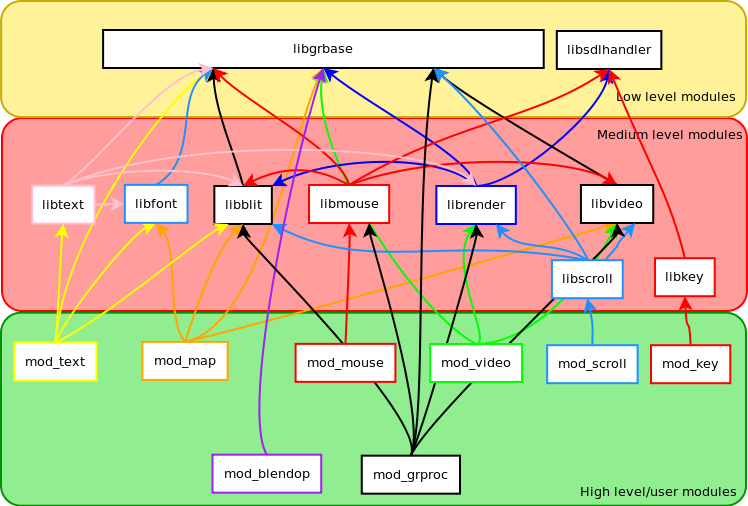 libgrbase
libsdlhandler
Low level modules
Medium level modules
libtext
libfont
libblit
libmouse
librender
libvideo
libscroll
libkey
mod_text
mod_map
mod_mouse
mod_video
mod_scroll
mod_key
mod_blendop
mod_grproc
High level/user modules